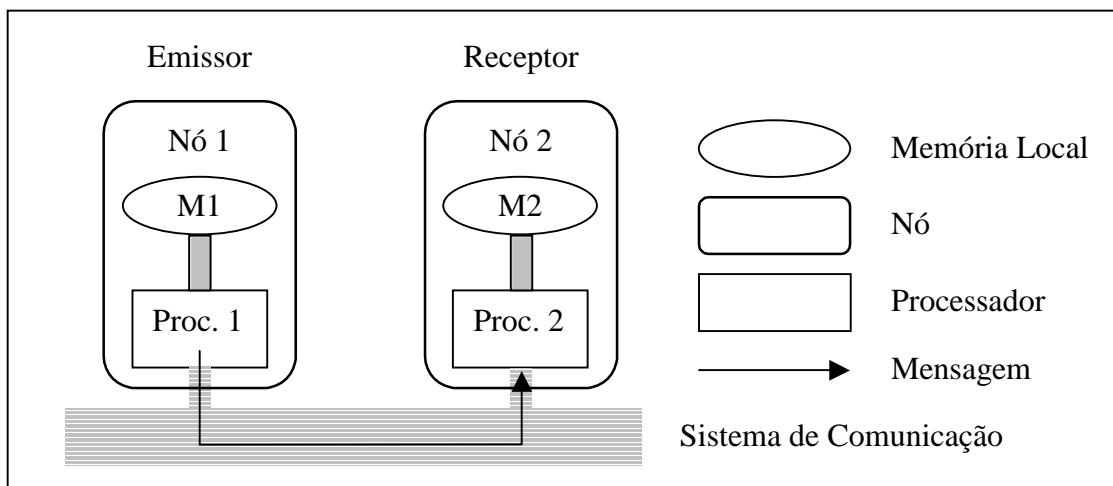 Emissor
Receptor
Nó 1
Nó 2
M1
M2
Proc. 1
Proc. 2
Memória Local
Nó
Processador
Mensagem
Sistema de Comunicação